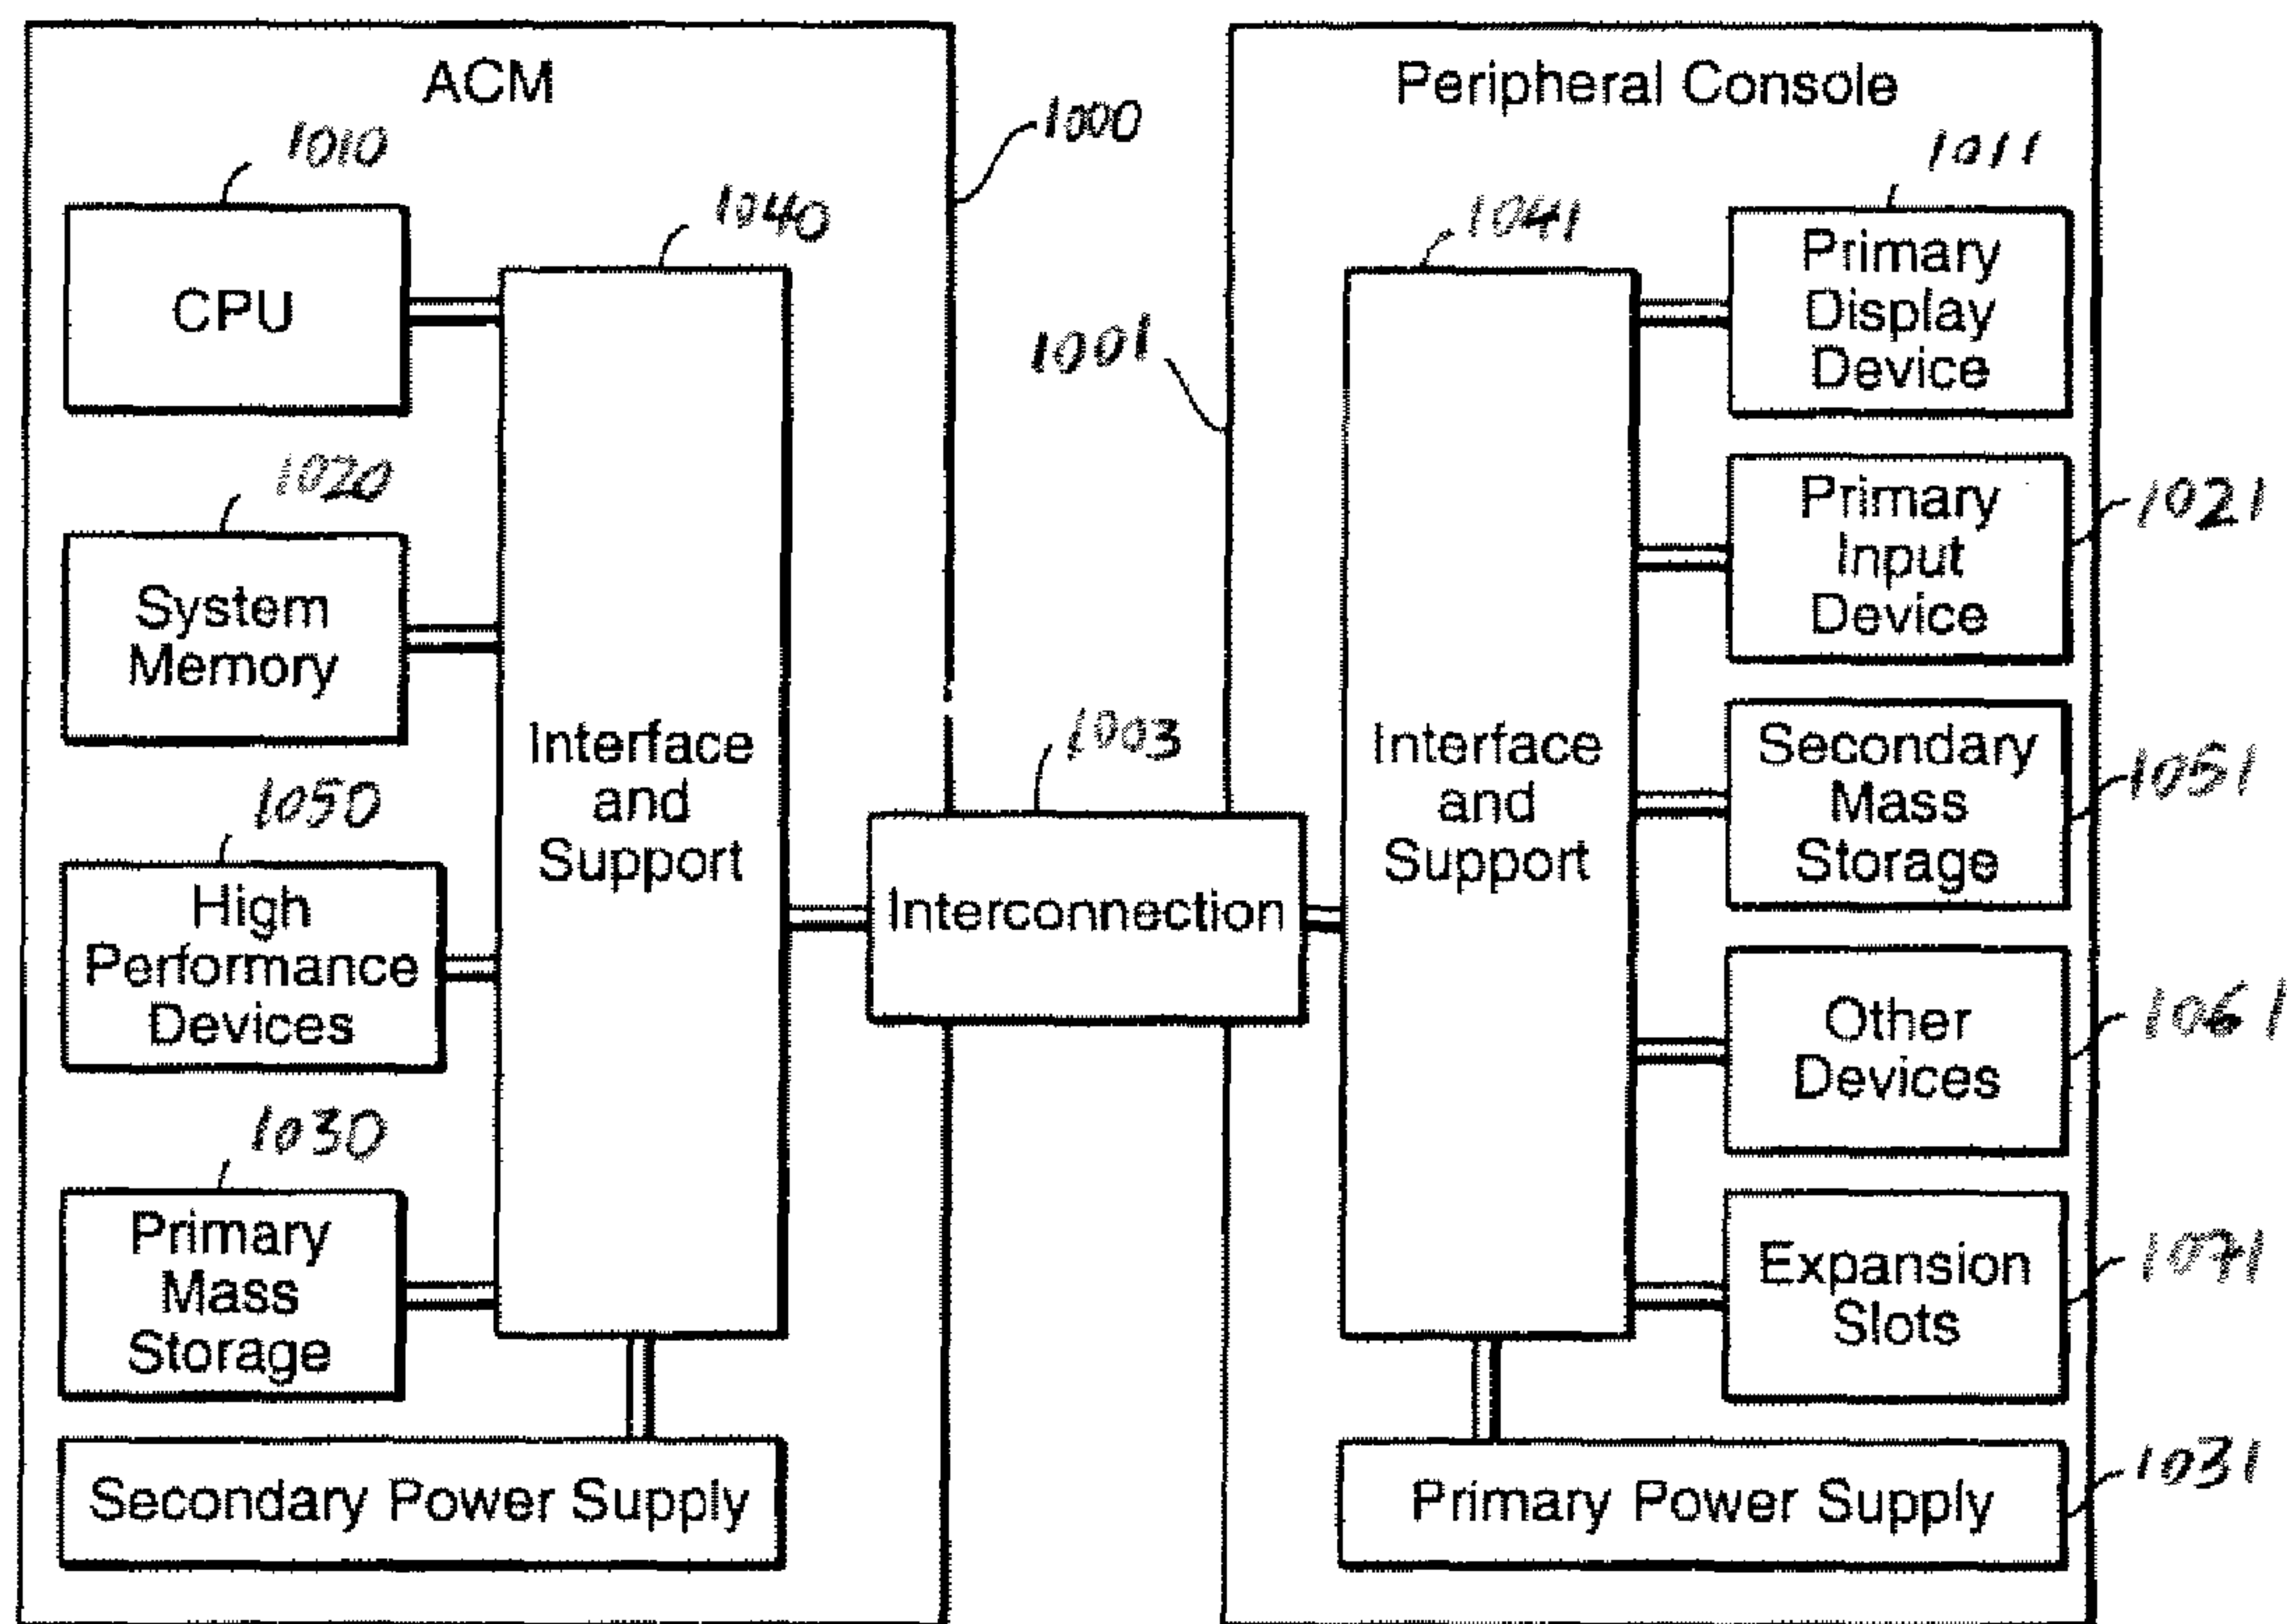 ACM
1000
1010
CPU
1040
1020
System
Memory
Interface
and
Support
1050
High
Performance
Devices
1030
Primary
Mass
Storage
Secondary Power Supply
1003
Interconnection
Peripheral Console
1001
1041
Interface
and
Support
1011
Primary
Display
Device
Primary
Input
Device
1021
Secondary
Mass
Storage
1051
Other
Devices
1061
Expansion
Slots
1071
Primary Power Supply
1031